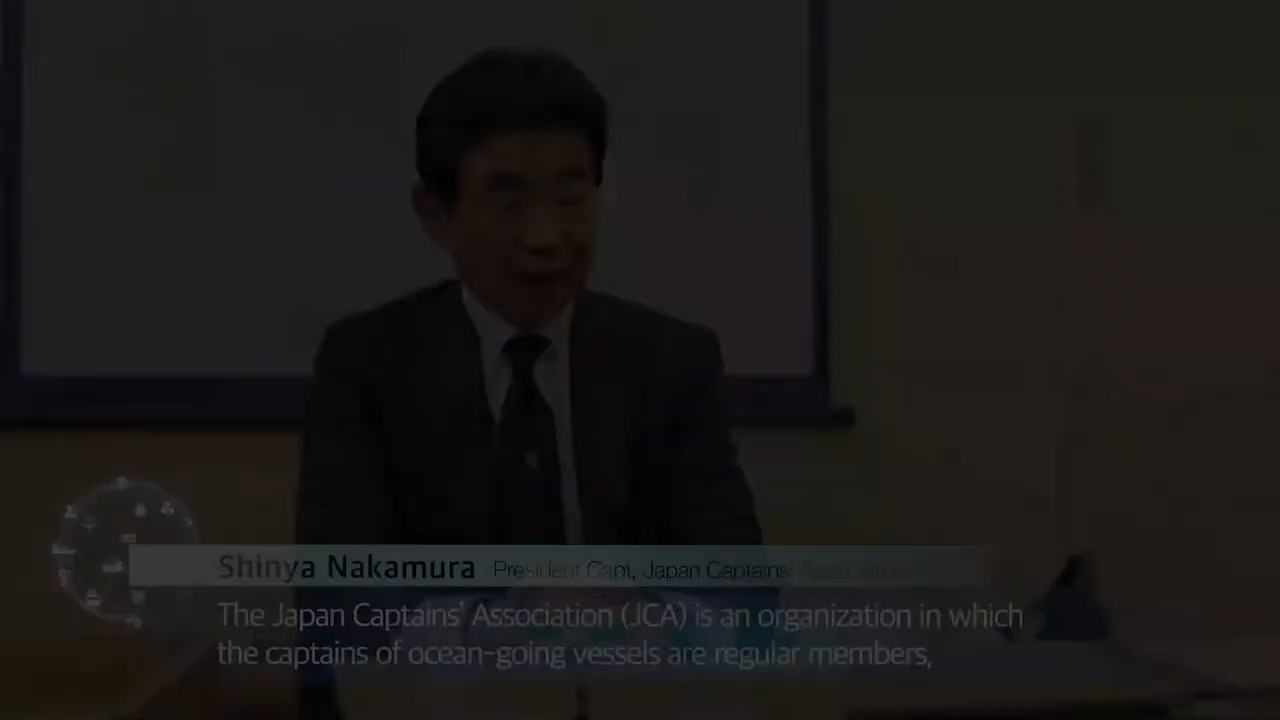 Shinya Nakamura President Capt, Japan Captains' Association
The Japan Captains' Association (JCA) is an organization in which
the captains of ocean-going vessels are regular members,